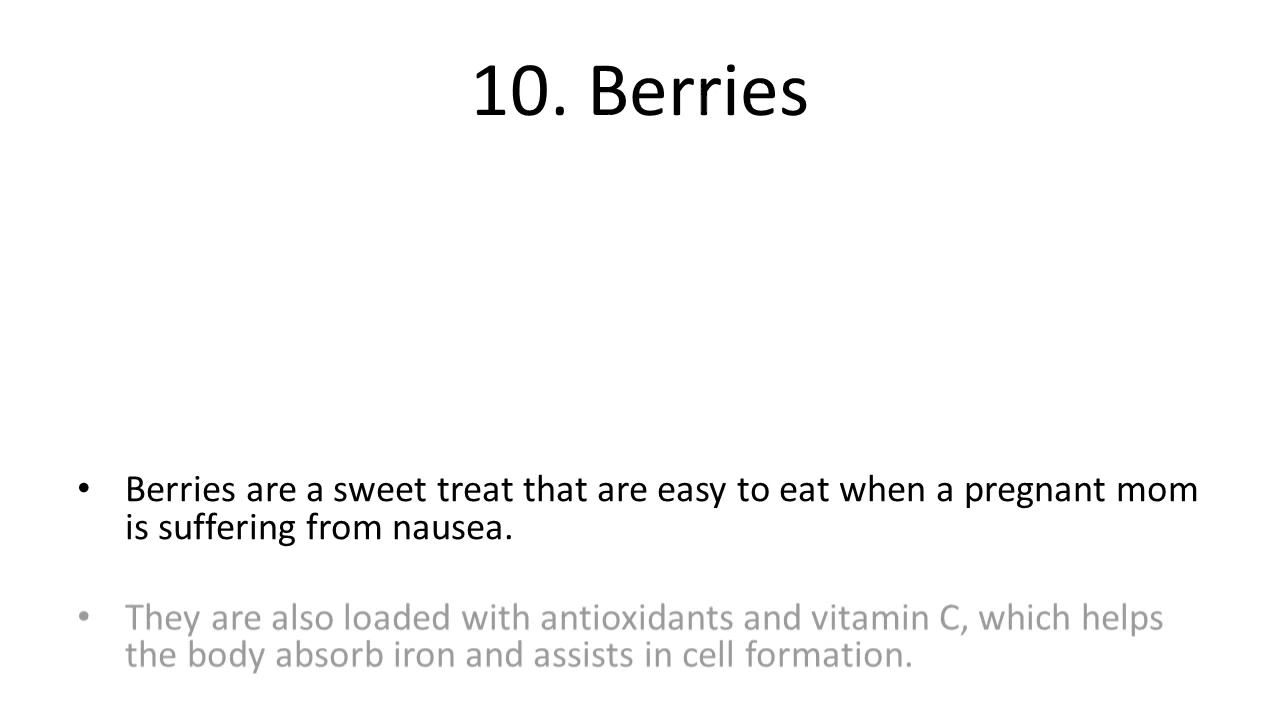 10. Berries
• Berries are a sweet treat that are easy to eat when a pregnant mom
is suffering from nausea.
• They are also loaded with antioxidants and vitamin C, which helps
the body absorb iron and assists in cell formation.